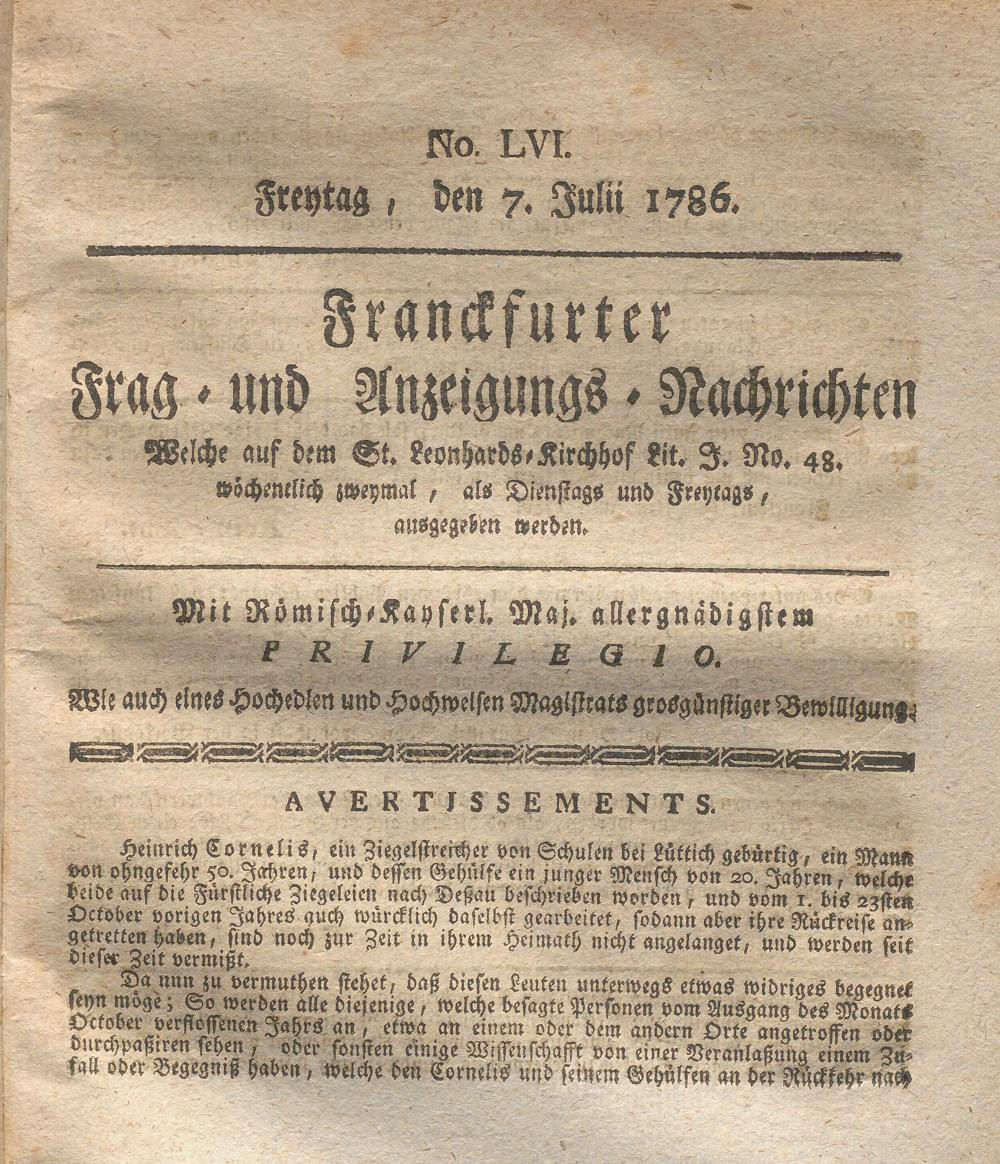 No. LVI.
Freytag, den 7. Julii 1786.
Franckfurter
Frag- und Anzeigungs-Nachrichten
Welche auf dem St. Leonhards-Kirchhof Lit. J. No. 48.
wöchentlich zweymal, als Dienstags und Freytags,
ausgegeben werden.
Mit Römisch-Kayserl. Maj. allergnädigstem
PRIVILEGIO.
Wie auch eines Hochedlen und Hochweisen Magistrats grosgünstiger Bewilligung.
AVERTISSEMENTS.
Heinrich Cornelis, ein Ziegelstreicher von Schulen bei Lüttich gebürtig, ein Mann
von ohngefehr 50. Jahren, und dessen Gehülfe ein junger Mensch von 20. Jahren, welche
beide auf die Fürstliche Ziegeleien nach Deßau beschrieben worden, und vom 1. bis 23sten
October vorigen Jahres auch würcklich daselbst gearbeitet, sodann aber ihre Rückreise an-
getretten haben, sind noch zur Zeit in ihrem Heimath nicht angelanget, und werden seit
dieser Zeit vermißt.
Da nun zu vermuthen stehet, daß diesen Leuten unterwegs etwas widriges begegnet
seyn möge; So werden alle diejenige, welche besagte Personen vom Ausgang des Monats
October verflossenen Jahrs an, etwa an einem oder dem andern Orte angetroffen oder
durchpaßiren sehen, oder sonsten einige Wissenschafft von einer Veranlaßung einem Zu-
fall oder Begegniß haben, welche den Cornelis und seinem Gehülfen an der Rückkehr nach